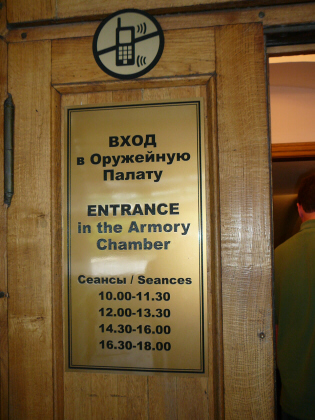 ВХОД
в Оружейную
Палату
ENTRANCE
in the Armory
Chamber
Сеансы / Seances
10.00-11.30
12.00-13.30
14.30-16.00
16.30-18.00